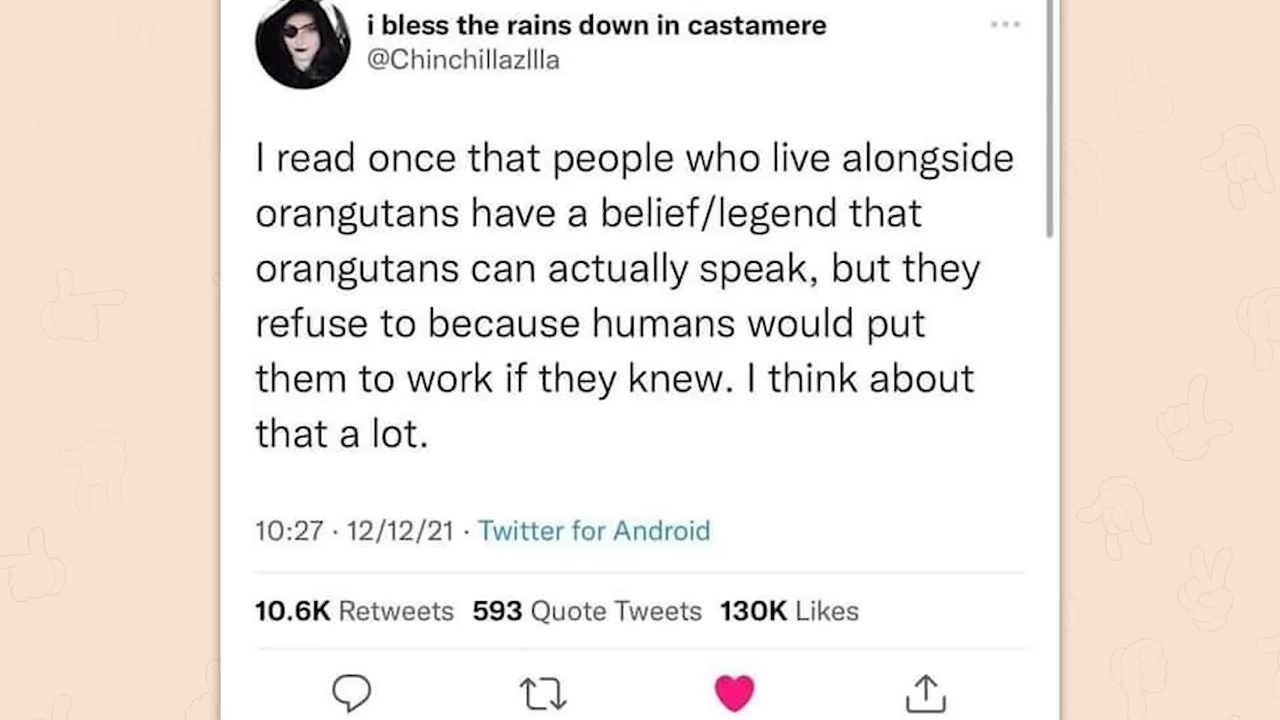 i bless the rains down in castamere
@Chinchillazllla
I read once that people who live alongside
orangutans have a belief/legend that
orangutans can actually speak, but they
refuse to because humans would put
them to work if they knew. I think about
that a lot.
10:27 · 12/12/21 · Twitter for Android
10.6K Retweets 593 Quote Tweets 130K Likes